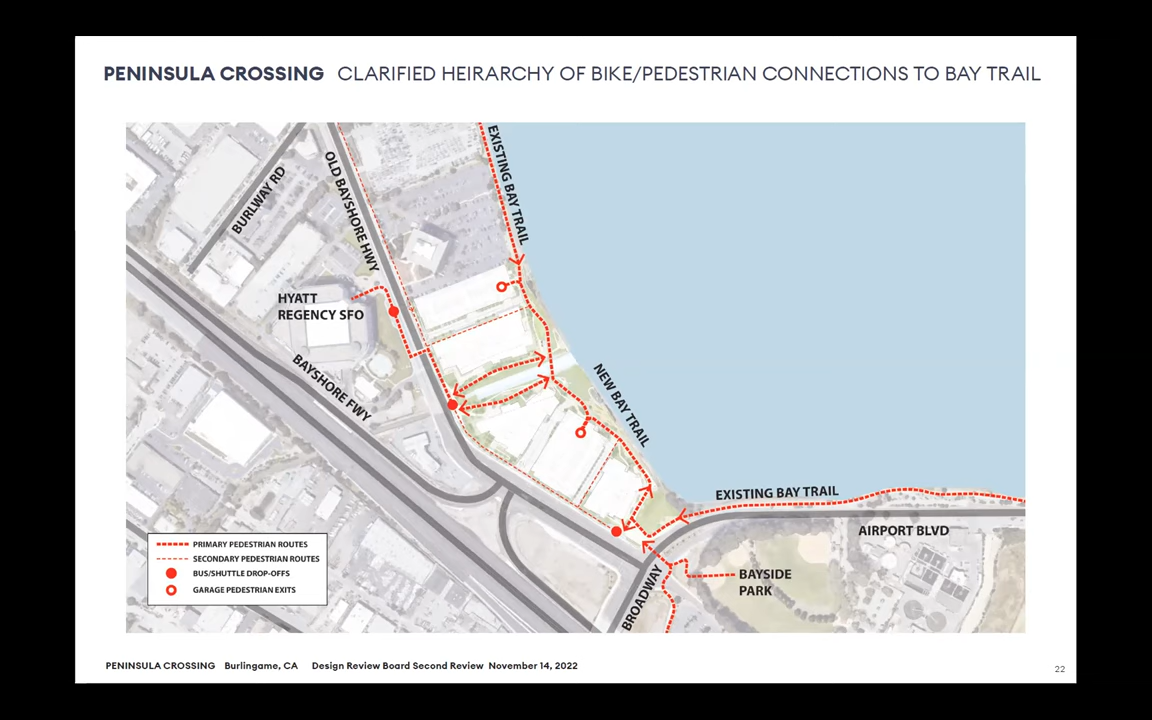 PENINSULA CROSSING CLARIFIED HEIRARCHY OF BIKE/PEDESTRIAN CONNECTIONS TO BAY TRAIL
EXISTING BAY TRAIL
OLD BAYSHORE HWY
BURLWAY RD
HYATT
REGENCY SFO
BAYSHORE FWY
NEW BAY TRAIL
EXISTING BAY TRAIL
AIRPORT BLVD
BAYSIDE
PARK
BROADWAY
PRIMARY PEDESTRIAN ROUTES
SECONDARY PEDESTRIAN ROUTES
BUS/SHUTTLE DROP-OFFS
GARAGE PEDESTRIAN EXITS
PENINSULA CROSSING Burlingame, CA Design Review Board Second Review November 14, 2022
22